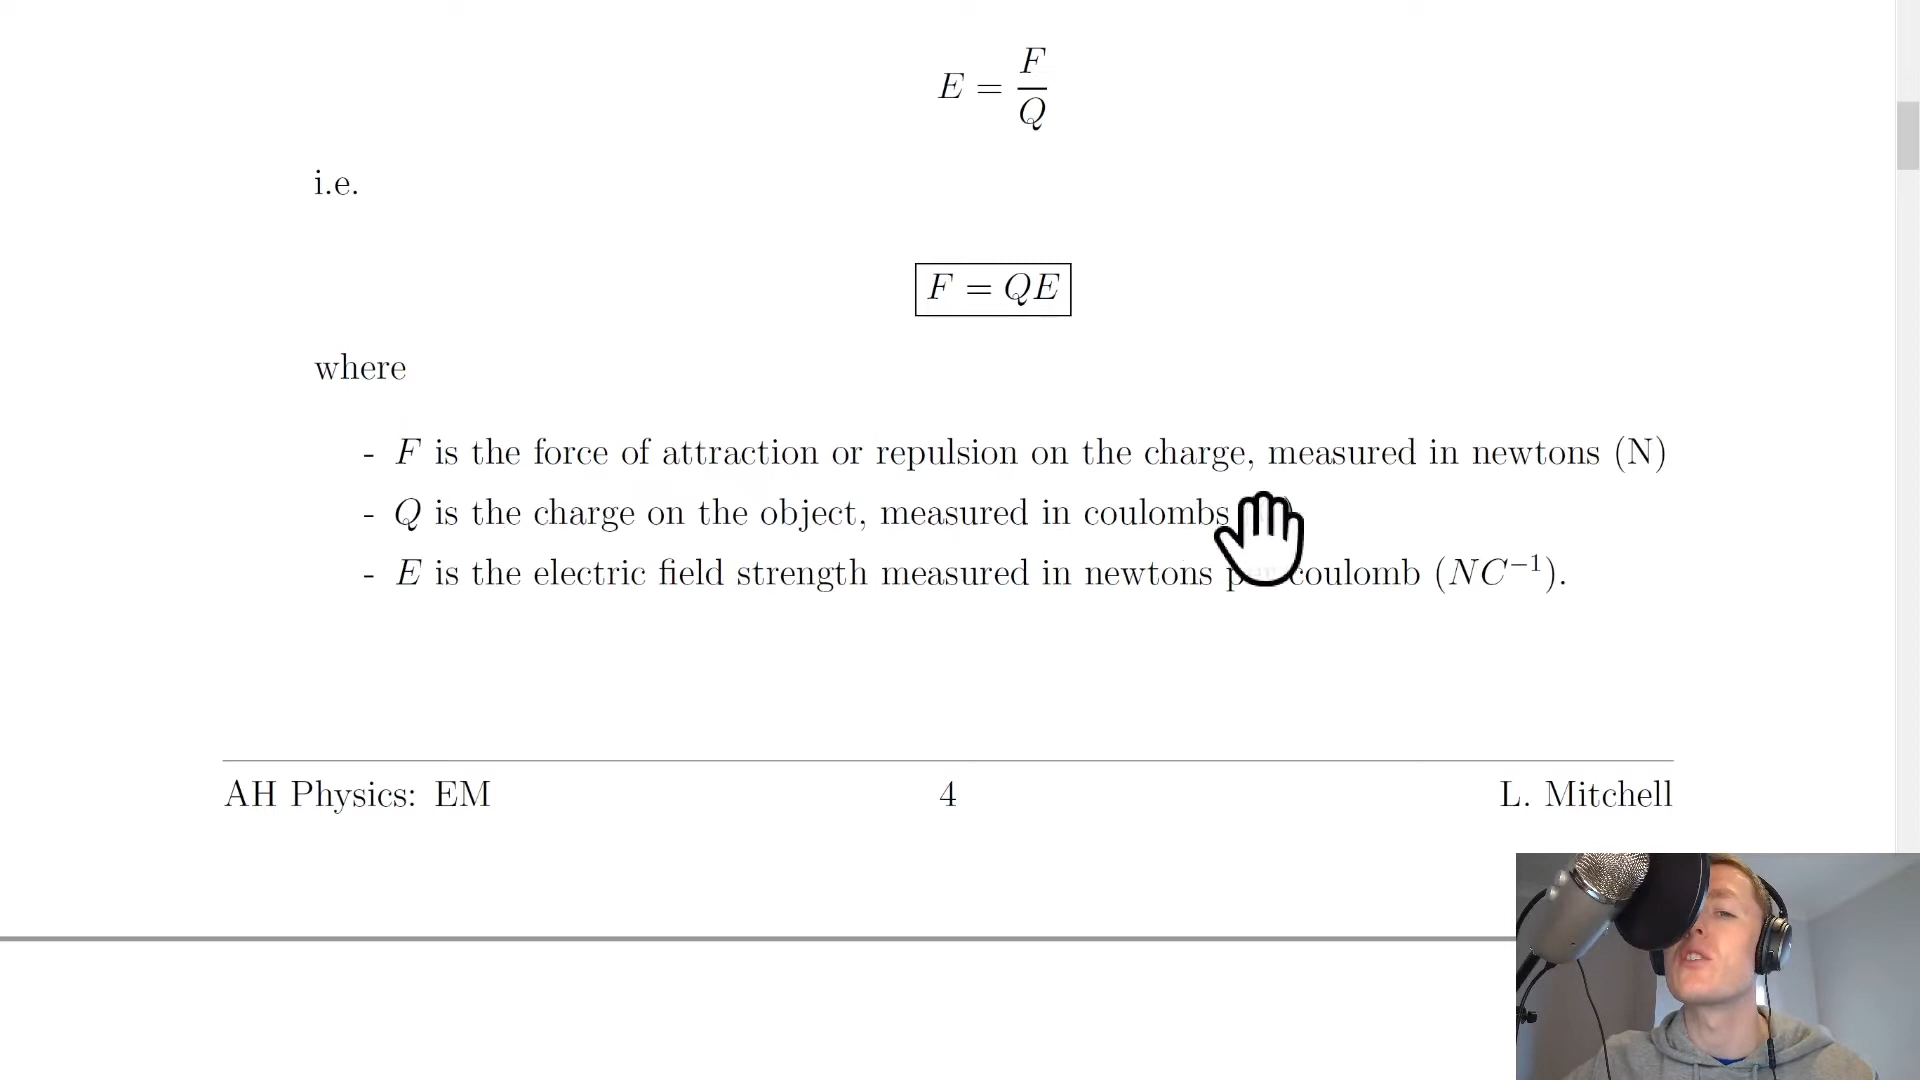 E = F/Q
i.e.
F = QE
where
- F is the force of attraction or repulsion on the charge, measured in newtons (N)
- Q is the charge on the object, measured in coulombs
- E is the electric field strength measured in newtons coulomb (NC⁻¹).
AH Physics: EM 4 L. Mitchell